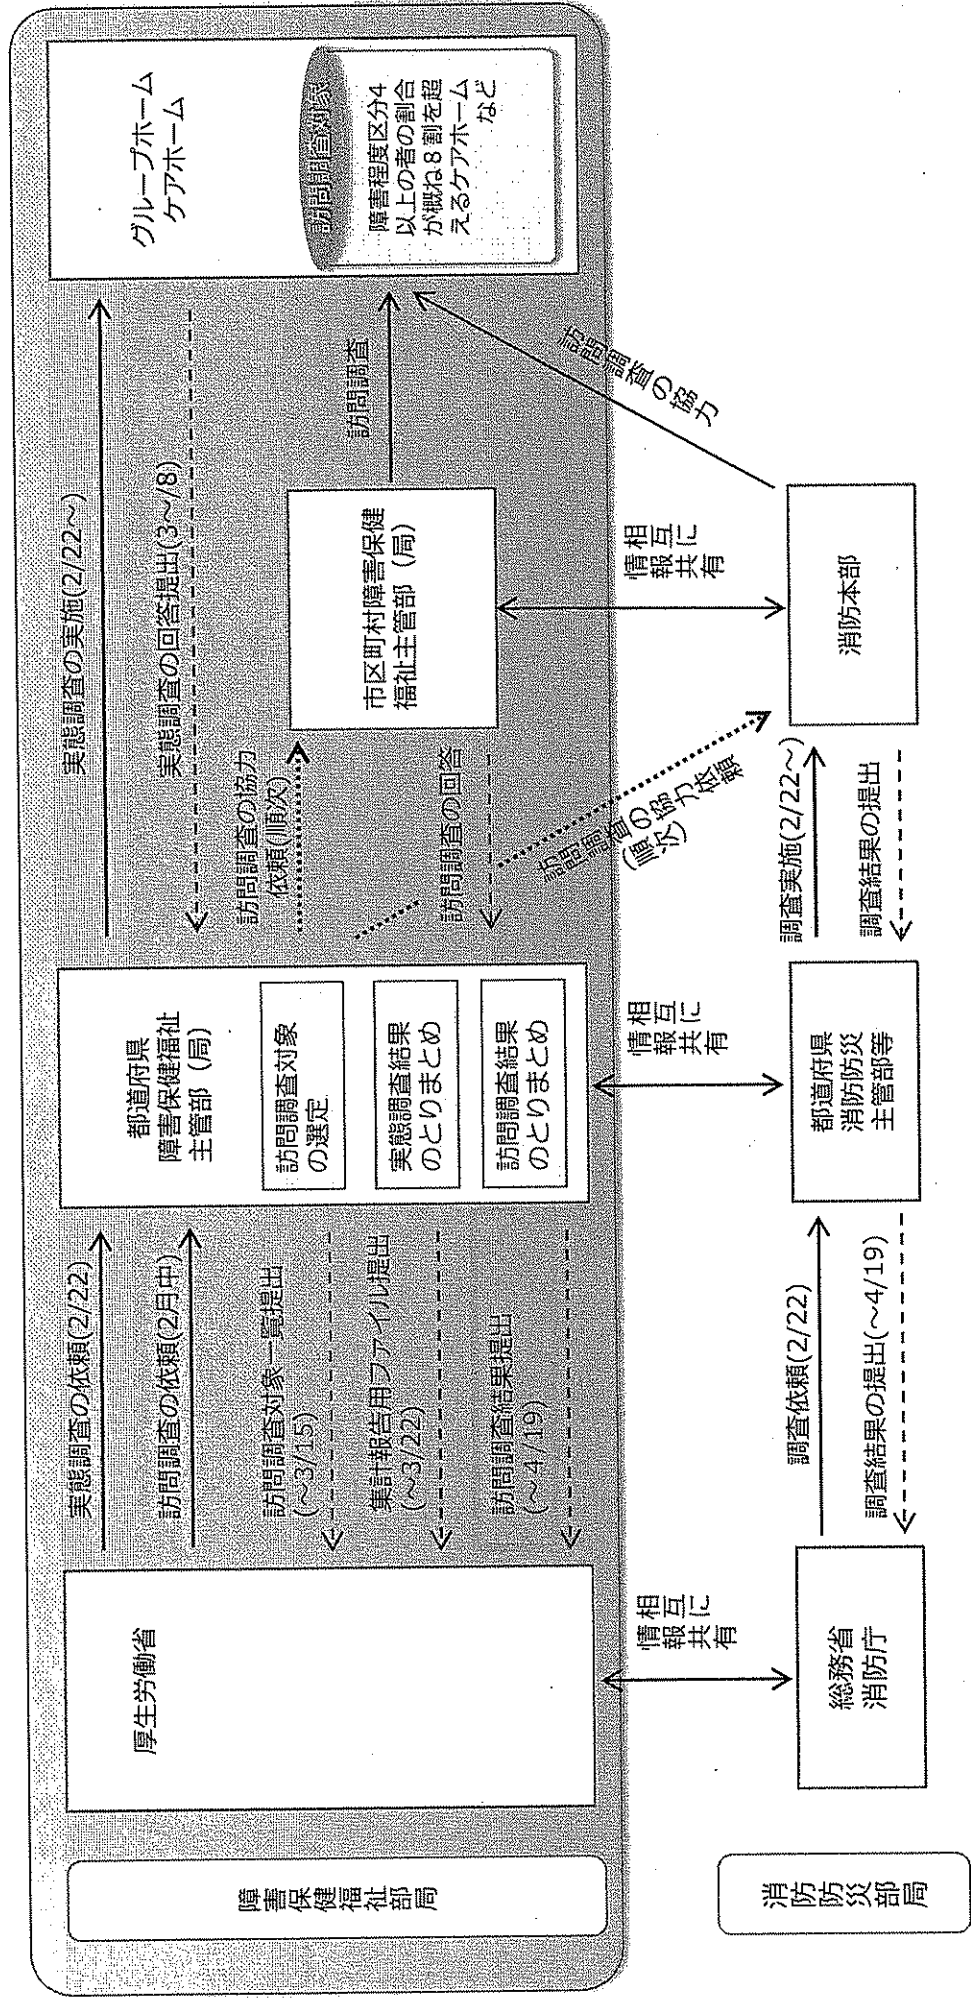 障害保健福祉部局
厚生労働省
実態調査の依頼(2/22)
訪問調査の依頼(2月中)
訪問調査対象一覧提出
(～3/15)
集計報告用ファイル提出
(～3/22)
訪問調査結果提出
(～4/19)
都道府県
障害保健福祉
主管部（局）
訪問調査対象
の選定
実態調査結果
のとりまとめ
訪問調査結果
のとりまとめ
実態調査の実施(2/22～)
実態調査の回答提出(3～/8)
訪問調査の協力
依頼(順次)
訪問調査の回答
訪問調査の協力依頼
(順次)
市区町村障害保健
福祉主管部（局）
訪問調査
訪問調査の協力
グループホーム
ケアホーム
訪問調査対象
障害程度区分4
以上の者の割合
が概ね8割を超
えるケアホーム
など
情報共有
相互に
情報共有
相互に
情報共有
相互に
消防防災部局
総務省
消防庁
調査依頼(2/22)
調査結果の提出(～4/19)
都道府県
消防防災
主管部等
調査実施(2/22～)
調査結果の提出
消防本部